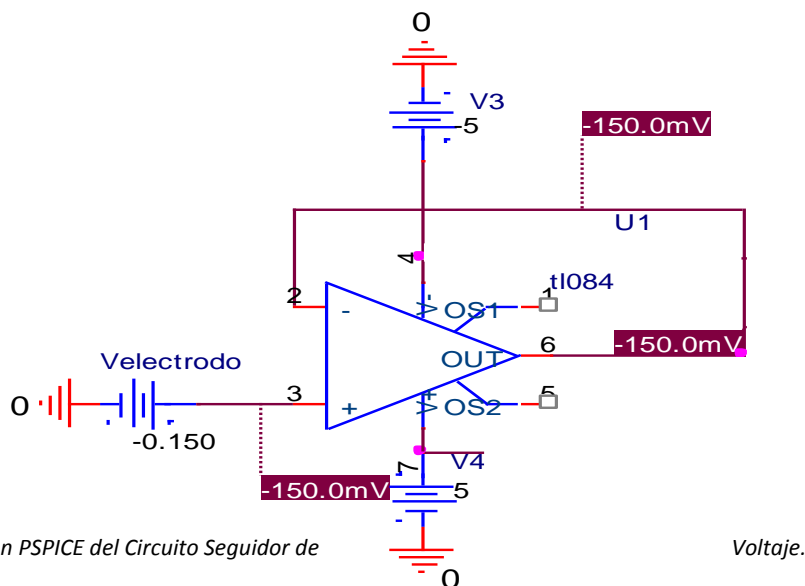 0
V3
-5
-150.0mV
U1
4
tl084
2
-
V-
OS1
1
Velectrodo
OUT
6
-150.0mV
3
+
V+
OS2
5
0
-0.150
7
V4
-150.0mV
5
n PSPICE del Circuito Seguidor de Voltaje.
0